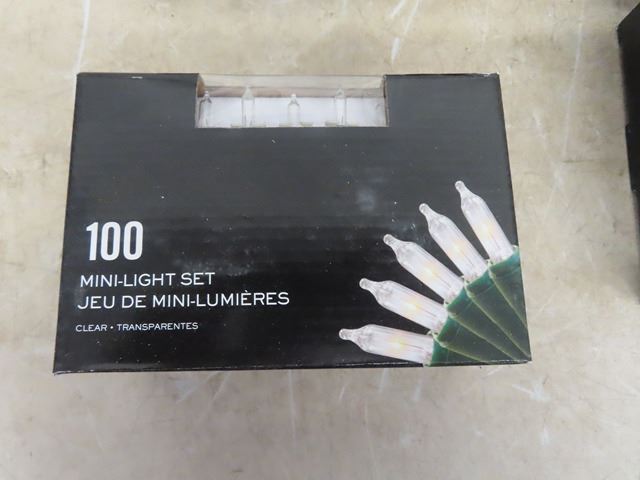 100
MINI-LIGHT SET
JEU DE MINI-LUMIÈRES
CLEAR • TRANSPARENTES